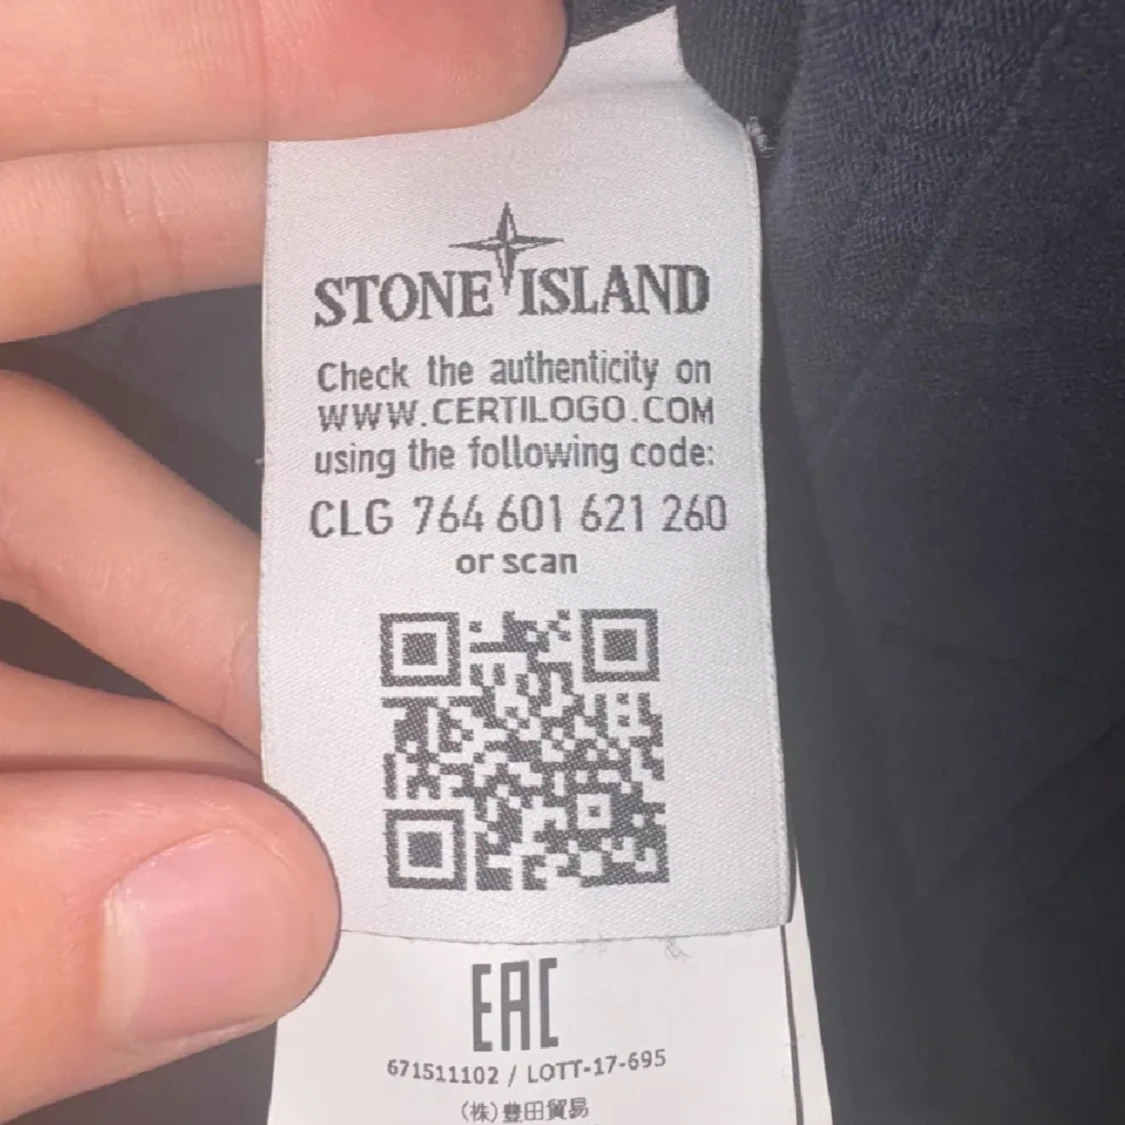 STONE ISLAND
Check the authenticity on
WWW.CERTILOGO.COM
using the following code:
CLG 764 601 621 260
or scan
EAC
671511102 / LOTT-17-695
(株)豊田貿易